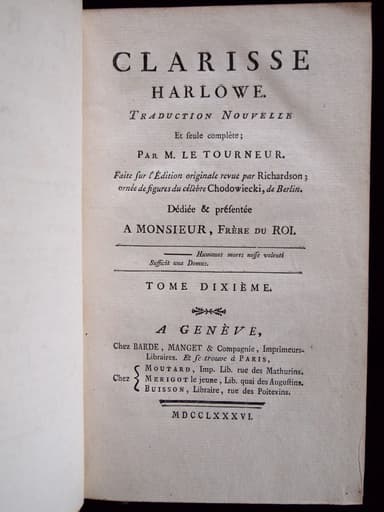 CLARISSE
HARLOWE.
TRADUCTION NOUVELLE
Et seule complète;
PAR M. LE TOURNEUR.
Faite sur l'Édition originale revue par Richardson;
ornée de figures du célèbre Chodowiecki, de Berlin.
Dédiée & présentée
A MONSIEUR, FRÈRE DU ROI.
Humanos mores nosse volenti
Sufficit una Domus.
TOME DIXIÈME.
A GENÈVE,
Chez BARDE, MANGET & Compagnie, Imprimeurs-
Libraires. Et se trouve à PARIS,
MOUTARD, Imp. Lib. rue des Mathurins.
Chez MERIGOT le jeune, Lib. quai des Augustins.
BUISSON, Libraire, rue des Poitevins.
MDCCLXXXVI.